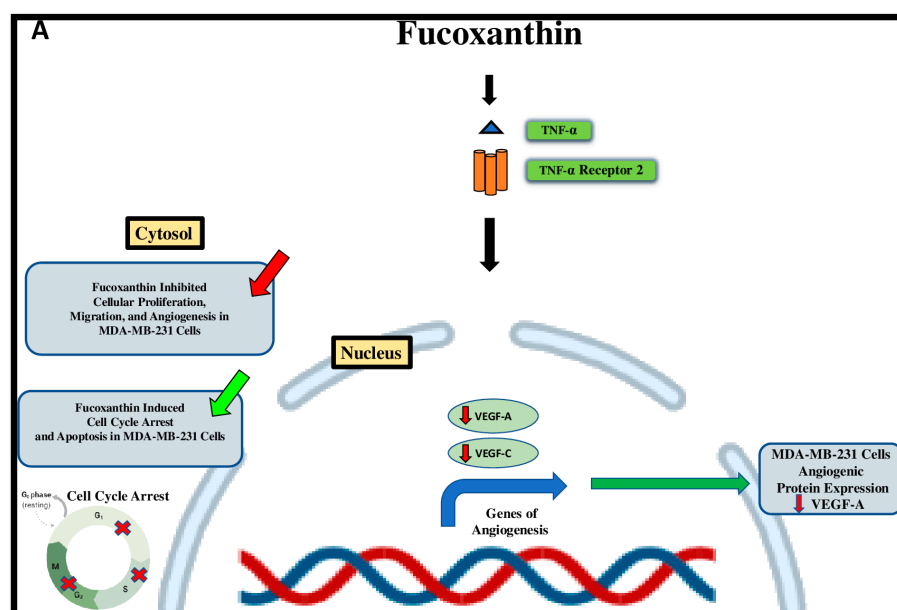 A
Fucoxanthin
TNF-α
TNF-α Receptor 2
Cytosol
Fucoxanthin Inhibited
Cellular Proliferation,
Migration, and Angiogenesis in
MDA-MB-231 Cells
Nucleus
Fucoxanthin Induced
Cell Cycle Arrest
and Apoptosis in MDA-MB-231 Cells
VEGF-A
VEGF-C
Genes of
Angiogenesis
MDA-MB-231 Cells
Angiogenic
Protein Expression
VEGF-A
Cell Cycle Arrest
G₀ phase
(resting)
G₁
M
G₂
S